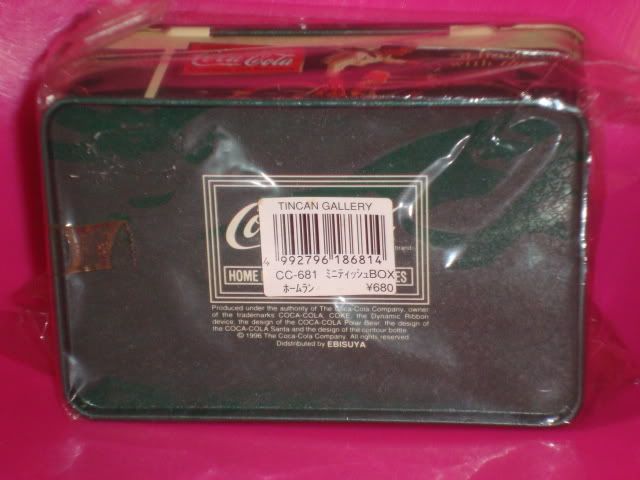 Coca-Cola
TINCAN GALLERY
4 992796 186814
CC-681 ミニティッシュBOX
ホームラン ¥680
brand
HOME
ES
Produced under the authority of The Coca-Cola Company, owner
of the trademarks COCA-COLA, COKE, the Dynamic Ribbon
device, the design of the COCA-COLA Polar Bear, the design of
the COCA-COLA Santa and the design of the contour bottle.
© 1996 The Coca-Cola Company. All rights reserved.
Didstributed by EBISUYA